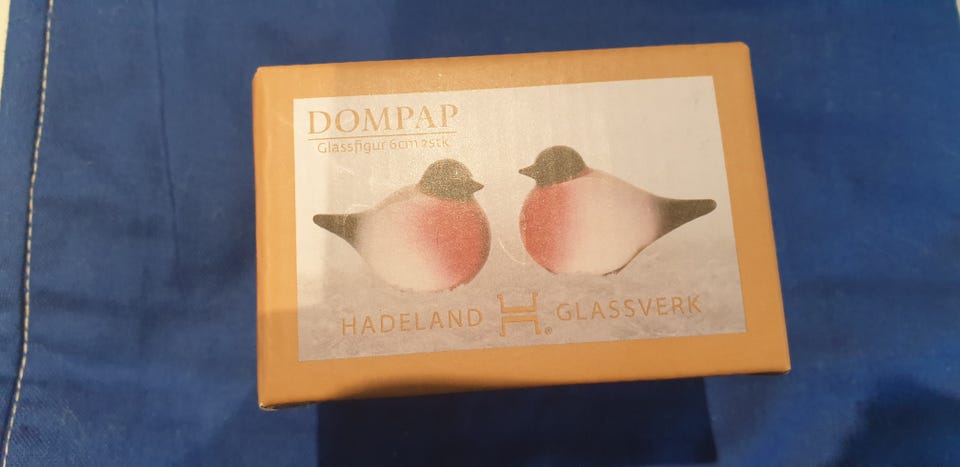 DOMPAP
Glassfigur 6cm 2stk
HADELAND H® GLASSVERK